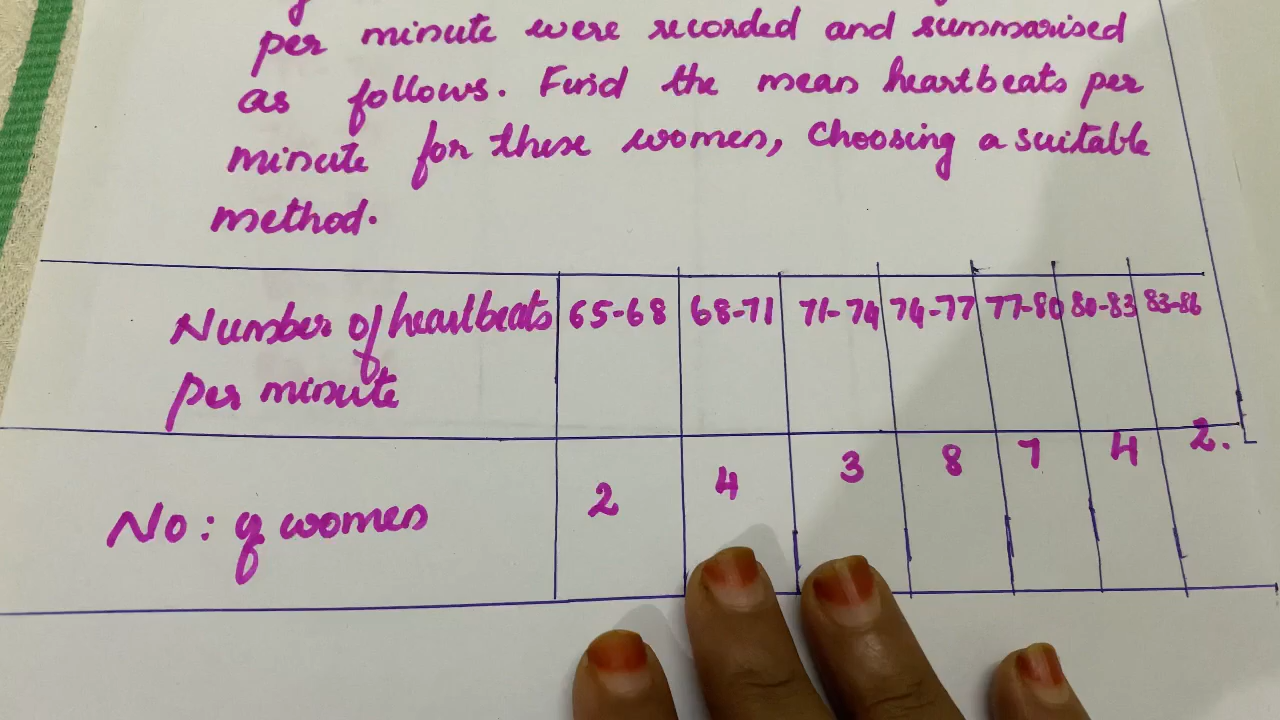 per minute were recorded and summarised
as follows. Find the mean heartbeats per
minute for these women, Choosing a suitable
method.
Number of heartbeats 65-68 68-71 71-74 74-77 77-80 80-83 83-86
per minute
No: of women 2 4 3 8 7 4 2.